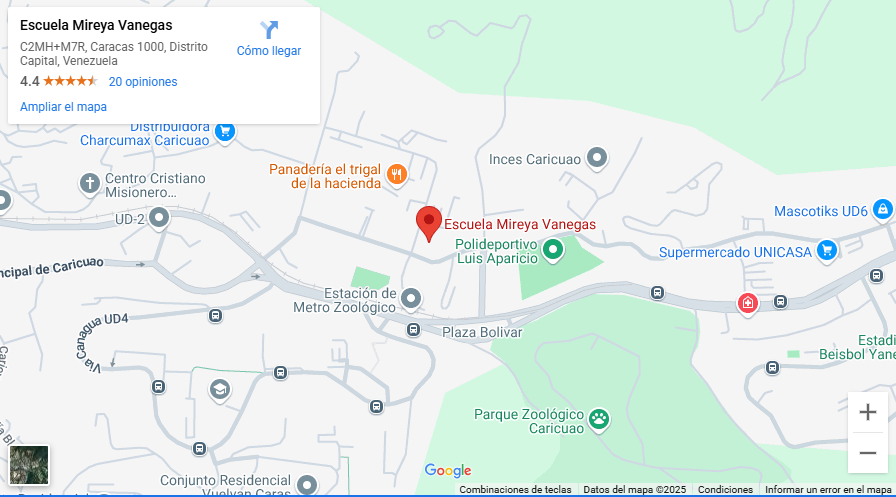 Escuela Mireya Vanegas
C2MH+M7R, Caracas 1000, Distrito
Capital, Venezuela
Cómo llegar
4.4
20 opiniones
Ampliar el mapa
Distribuidora
Charcumax Caricuao
Centro Cristiano
Misionero...
Panadería el trigal
de la hacienda
Inces Caricuao
UD-2
Escuela Mireya Vanegas
Mascotiks UD6
Polideportivo
Luis Aparicio
Supermercado UNICASA
ncipal de Caricuao
Estación de
Metro Zoológico
Plaza Bolivar
Vía Canagua UD4
Estadi
Beisbol Yane
Parque Zoológico
Caricuao
Conjunto Residencial
Vuelvan Caras
Google
Combinaciones de teclas
Datos del mapa ©2025
Condiciones
Informar un error en el mapa